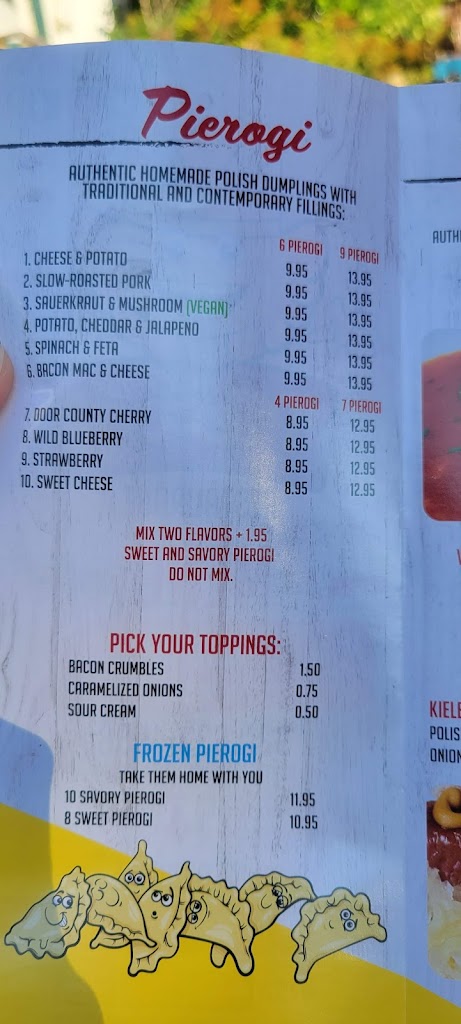 Pierogi
AUTHENTIC HOMEMADE POLISH DUMPLINGS WITH
TRADITIONAL AND CONTEMPORARY FILLINGS:
6 PIEROGI 9 PIEROGI
1. CHEESE & POTATO 9.95 13.95
2. SLOW-ROASTED PORK 9.95 13.95
3. SAUERKRAUT & MUSHROOM (VEGAN) 9.95 13.95
4. POTATO, CHEDDAR & JALAPENO 9.95 13.95
5. SPINACH & FETA 9.95 13.95
6. BACON MAC & CHEESE 9.95 13.95
4 PIEROGI 7 PIEROGI
7. DOOR COUNTY CHERRY 8.95 12.95
8. WILD BLUEBERRY 8.95 12.95
9. STRAWBERRY 8.95 12.95
10. SWEET CHEESE 8.95 12.95
MIX TWO FLAVORS + 1.95
SWEET AND SAVORY PIEROGI
DO NOT MIX.
PICK YOUR TOPPINGS:
BACON CRUMBLES 1.50
CARAMELIZED ONIONS 0.75
SOUR CREAM 0.50
FROZEN PIEROGI
TAKE THEM HOME WITH YOU
10 SAVORY PIEROGI 11.95
8 SWEET PIEROGI 10.95
AUTH
KIELB
POLIS
ONION